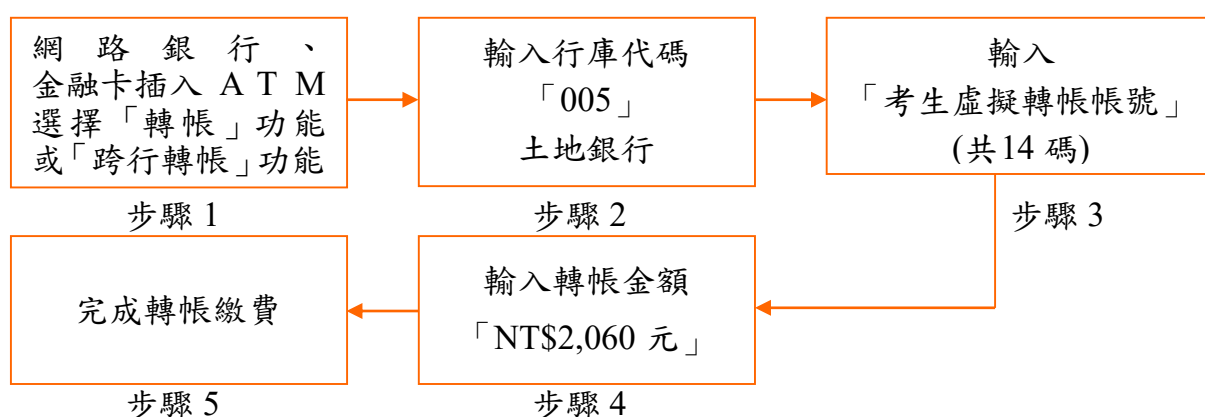 網路銀行、
金融卡插入ATM
選擇「轉帳」功能
或「跨行轉帳」功能
步驟 1
輸入行庫代碼
「005」
土地銀行
步驟 2
輸入
「考生虛擬轉帳帳號」
(共14 碼)
步驟 3
輸入轉帳金額
「NT$2,060 元」
步驟 4
完成轉帳繳費
步驟 5